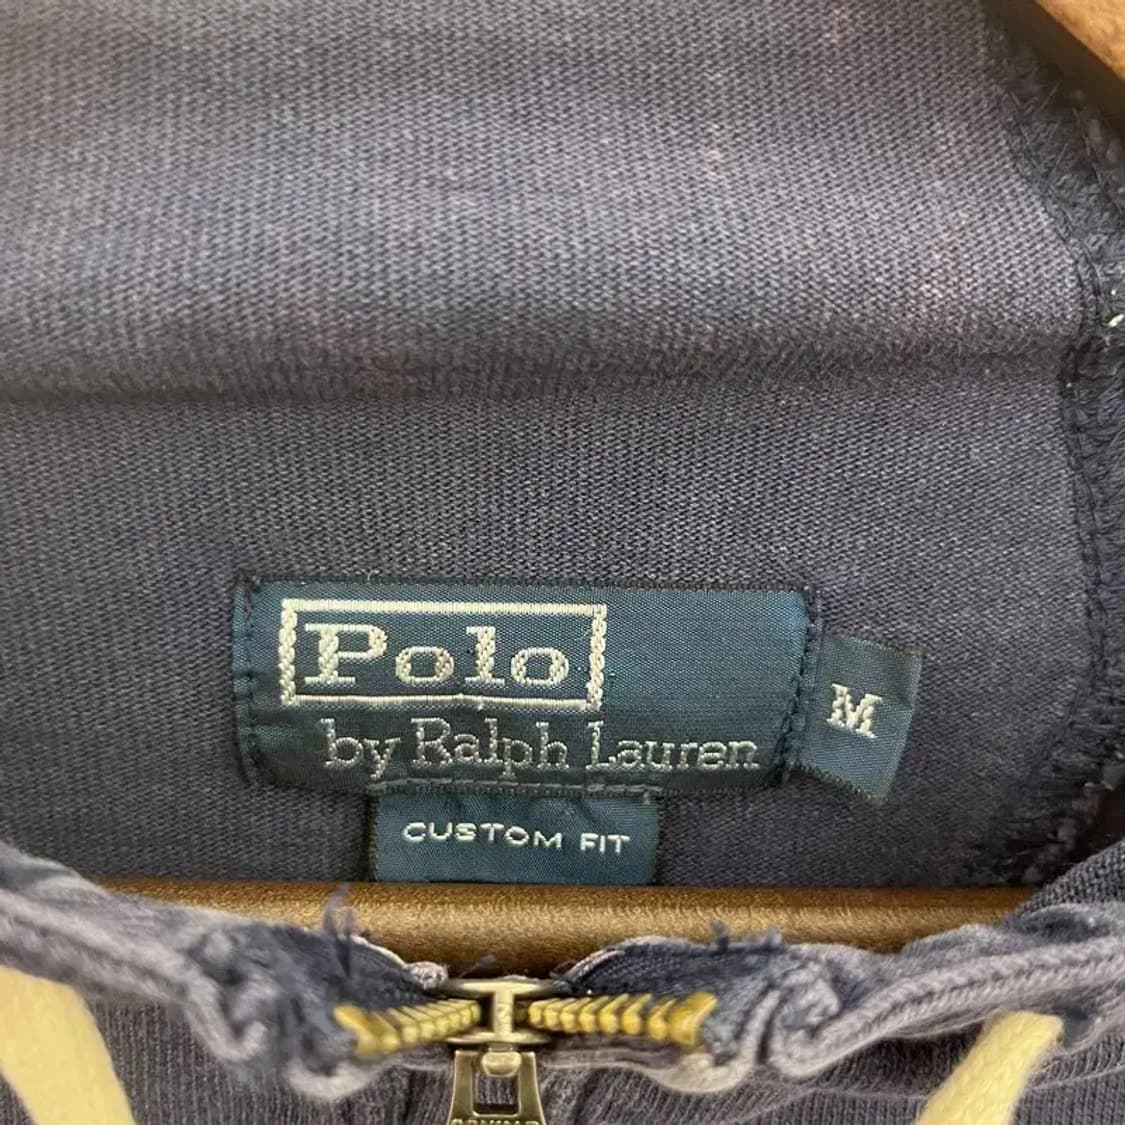 Polo
by Ralph Lauren
M
CUSTOM FIT